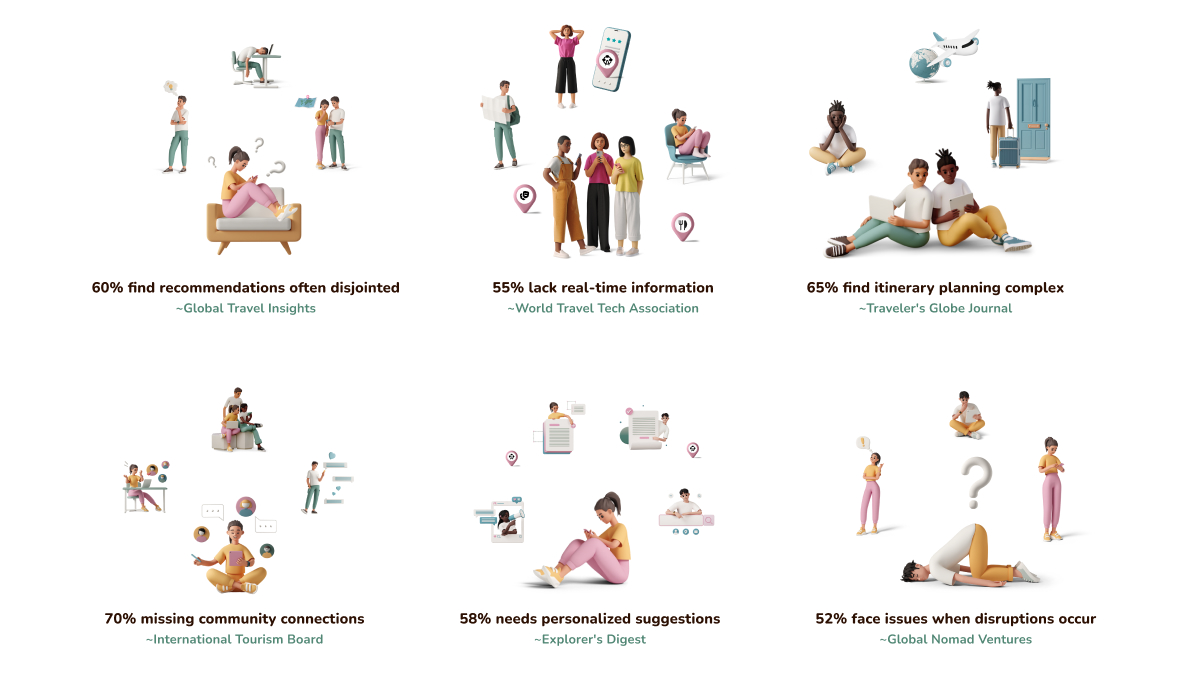 60% find recommendations often disjointed
~Global Travel Insights
55% lack real-time information
~World Travel Tech Association
65% find itinerary planning complex
~Traveler's Globe Journal
70% missing community connections
~International Tourism Board
58% needs personalized suggestions
~Explorer's Digest
52% face issues when disruptions occur
~Global Nomad Ventures